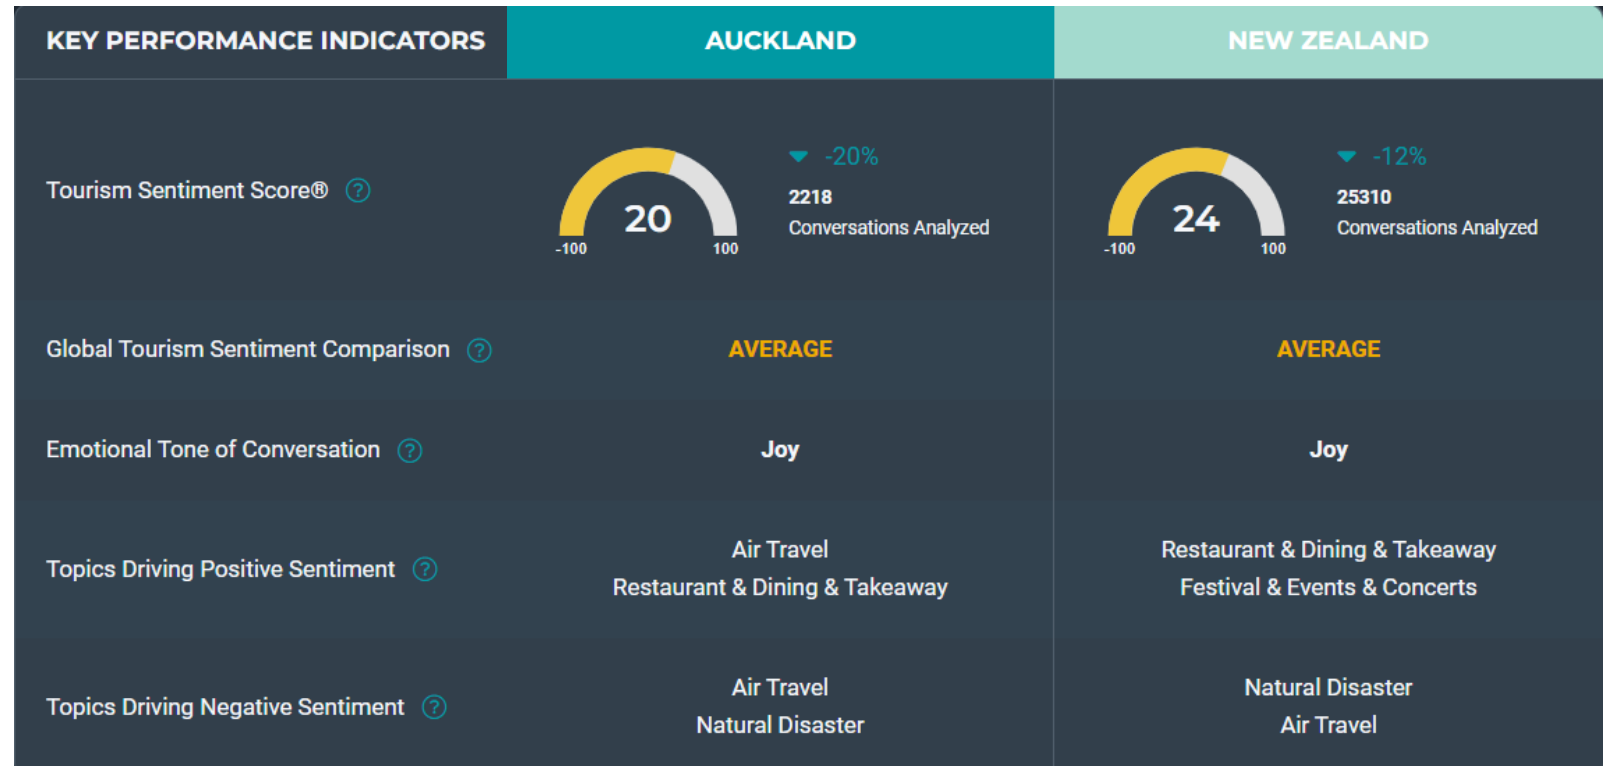 KEY PERFORMANCE INDICATORS
AUCKLAND
NEW ZEALAND
Tourism Sentiment Score® ?
20
-100
100
-20%
2218
Conversations Analyzed
24
-100
100
-12%
25310
Conversations Analyzed
Global Tourism Sentiment Comparison ?
AVERAGE
AVERAGE
Emotional Tone of Conversation ?
Joy
Joy
Topics Driving Positive Sentiment ?
Air Travel
Restaurant & Dining & Takeaway
Restaurant & Dining & Takeaway
Festival & Events & Concerts
Topics Driving Negative Sentiment ?
Air Travel
Natural Disaster
Natural Disaster
Air Travel